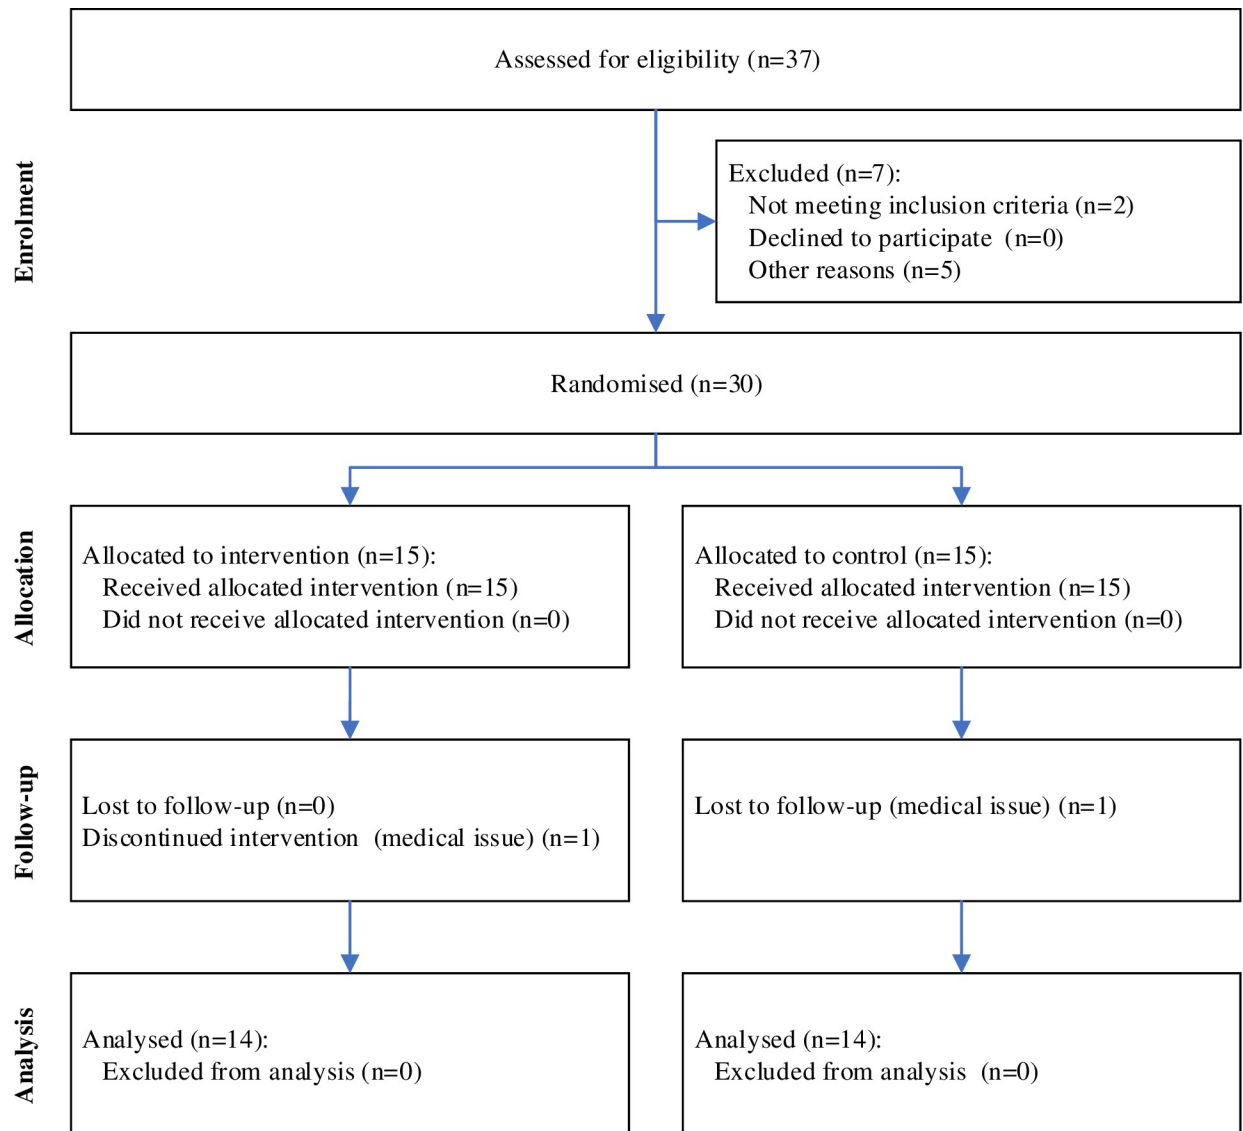 Assessed for eligibility (n=37)
Enrolment
Excluded (n=7):
Not meeting inclusion criteria (n=2)
Declined to participate (n=0)
Other reasons (n=5)
Randomised (n=30)
Allocation
Allocated to intervention (n=15):
Received allocated intervention (n=15)
Did not receive allocated intervention (n=0)
Allocated to control (n=15):
Received allocated intervention (n=15)
Did not receive allocated intervention (n=0)
Follow-up
Lost to follow-up (n=0)
Discontinued intervention (medical issue) (n=1)
Lost to follow-up (medical issue) (n=1)
Analysis
Analysed (n=14):
Excluded from analysis (n=0)
Analysed (n=14):
Excluded from analysis (n=0)